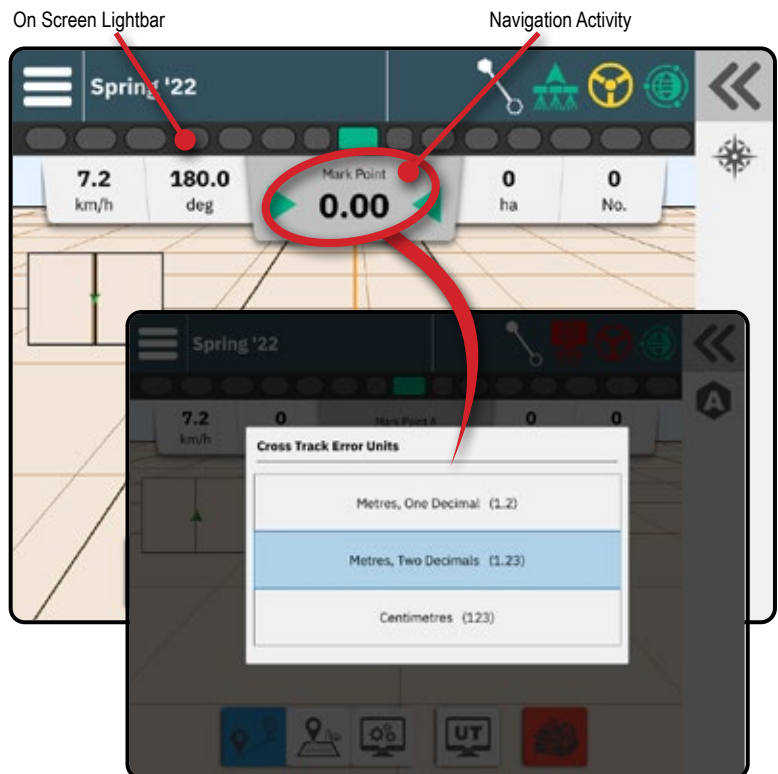 On Screen Lightbar
Navigation Activity
Spring '22
7.2
km/h
180.0
deg
Mark Point
0.00
0
ha
0
No.
Spring '22
A
7.2
km/h
0
Mark Point A
0
0
Cross Track Error Units
Metres, One Decimal (1.2)
Metres, Two Decimals (1.23)
Centimetres (123)
UT